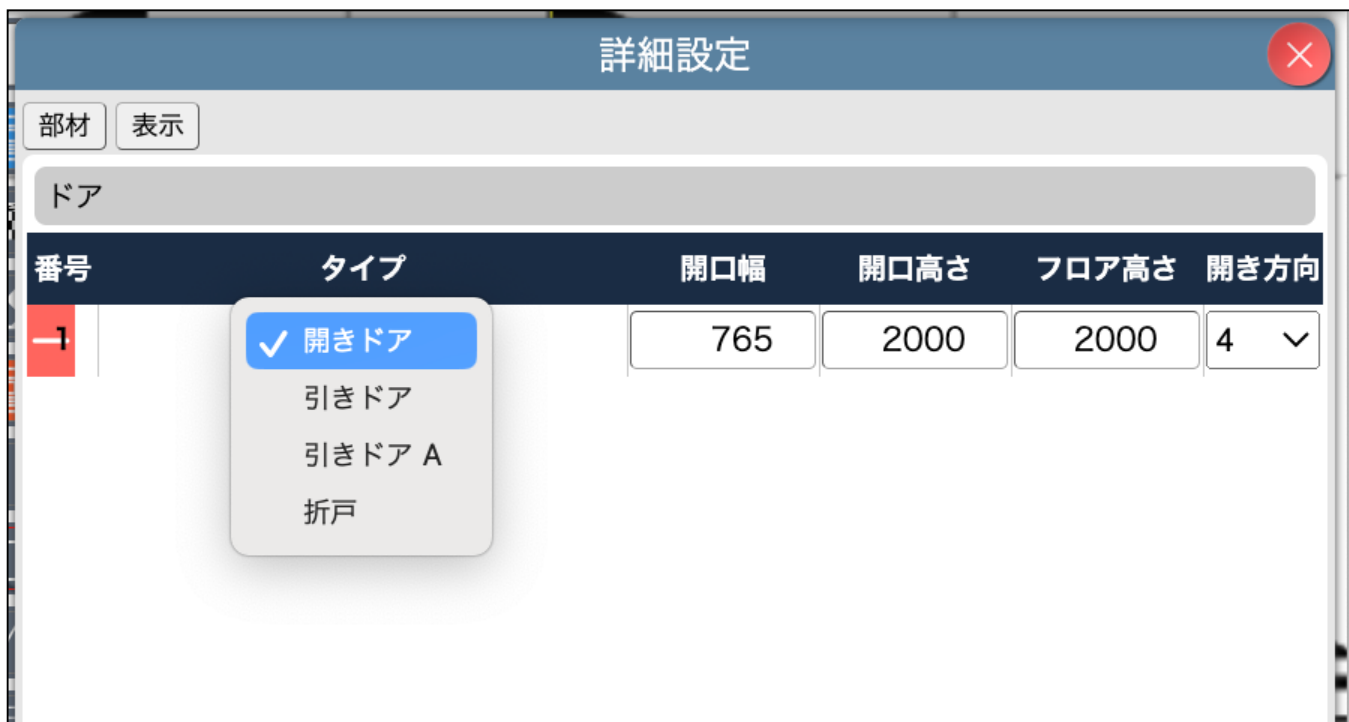 詳細設定
部材 表示
ドア
番号 タイプ 開口幅 開口高さ フロア高さ 開き方向
1 開きドア 765 2000 2000 4
引きドア
引きドア A
折戸